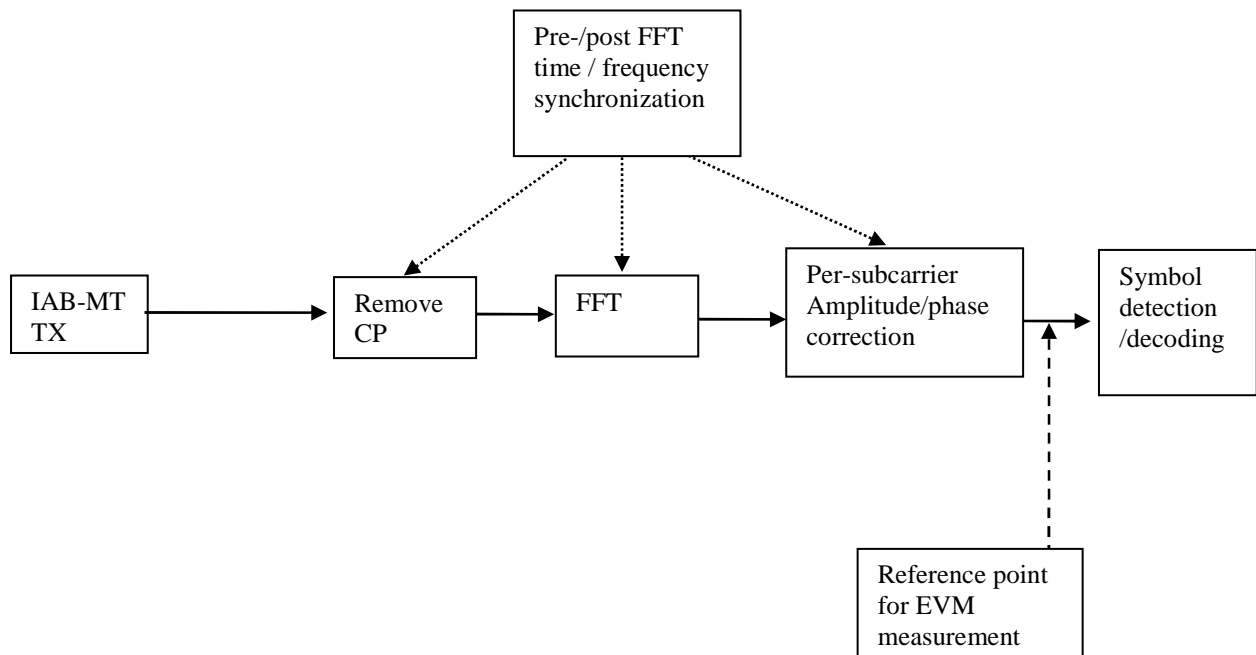 Pre-/post FFT
time / frequency
synchronization
IAB-MT
TX
Remove
CP
FFT
Per-subcarrier
Amplitude/phase
correction
Symbol
detection
/decoding
Reference point
for EVM
measurement